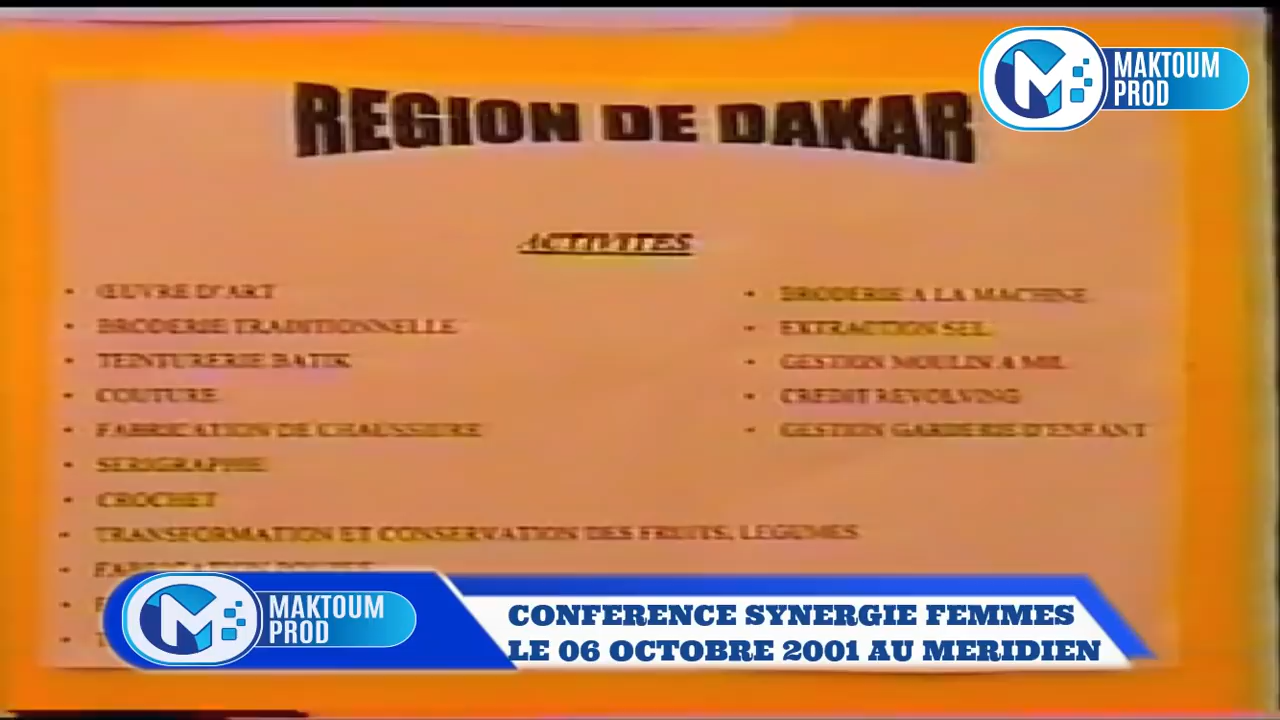 MAKTOUM
PROD
REGION DE DAKAR
ACTIVITES
• ŒUVRE D'ART
• BRODERIE TRADITIONNELLE
• TEINTURERIE BATIK
• COUTURE
• FABRICATION DE CHAUSSURE
• SERIGRAPHIE
• CROCHET
• TRANSFORMATION ET CONSERVATION DES FRUITS, LEGUMES
• BRODERIE A LA MACHINE
• EXTRACTION SEL
• GESTION MOULIN A MIL
• CREDIT REVOLVING
• GESTION GARDERIE D'ENFANT
MAKTOUM
PROD
CONFERENCE SYNERGIE FEMMES
LE 06 OCTOBRE 2001 AU MERIDIEN